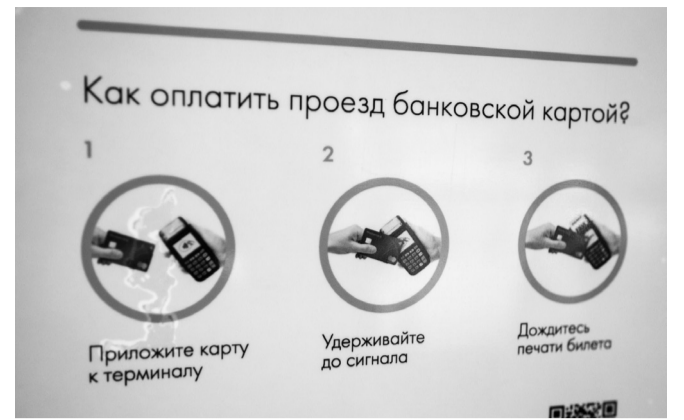 Как оплатить проезд банковской картой?
1
2
3
Приложите карту
к терминалу
Удерживайте
до сигнала
Дождитесь
печати билета